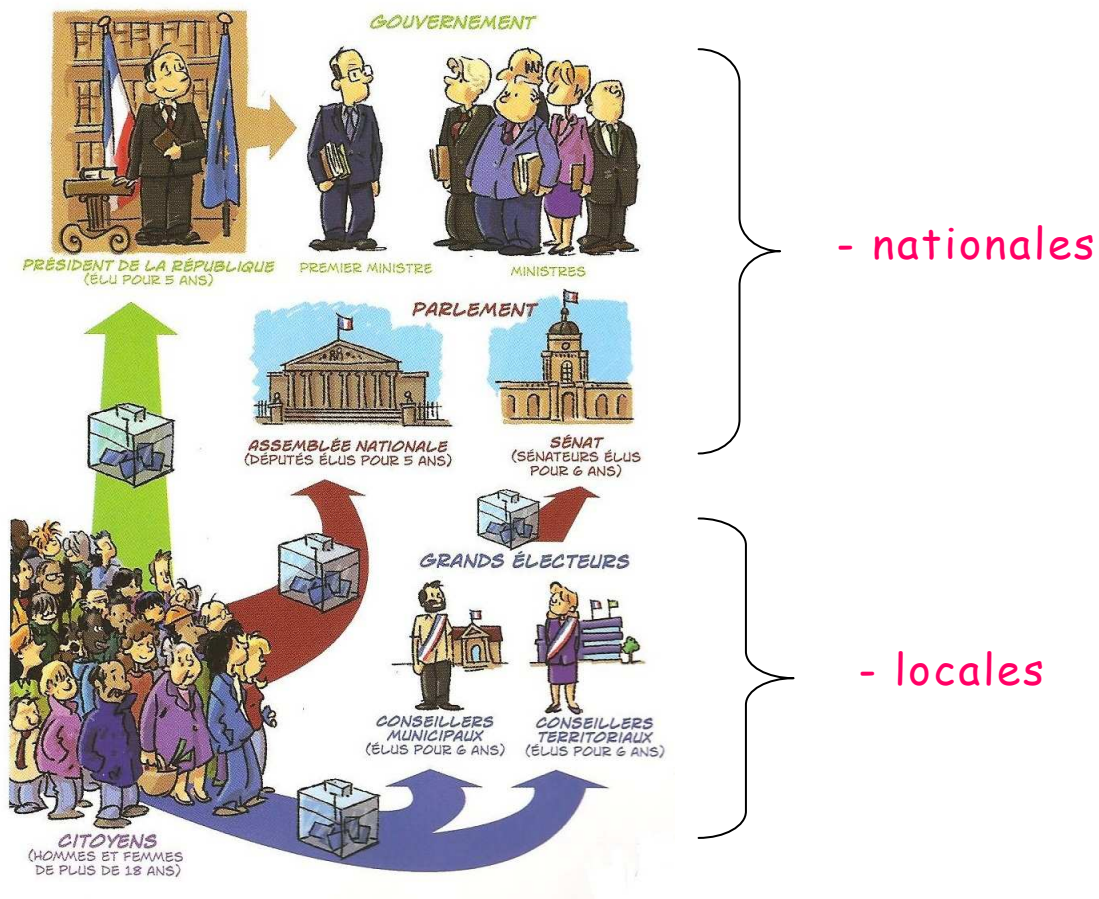 GOUVERNEMENT
PRÉSIDENT DE LA RÉPUBLIQUE
(ÉLU POUR 5 ANS)
PREMIER MINISTRE
MINISTRES
- nationales
PARLEMENT
ASSEMBLÉE NATIONALE
(DÉPUTÉS ÉLUS POUR 5 ANS)
SÉNAT
(SÉNATEURS ÉLUS
POUR 6 ANS)
GRANDS ÉLECTEURS
- locales
CONSEILLERS
MUNICIPAUX
(ÉLUS POUR 6 ANS)
CONSEILLERS
TERRITORIAUX
(ÉLUS POUR 6 ANS)
CITOYENS
(HOMMES ET FEMMES
DE PLUS DE 18 ANS)